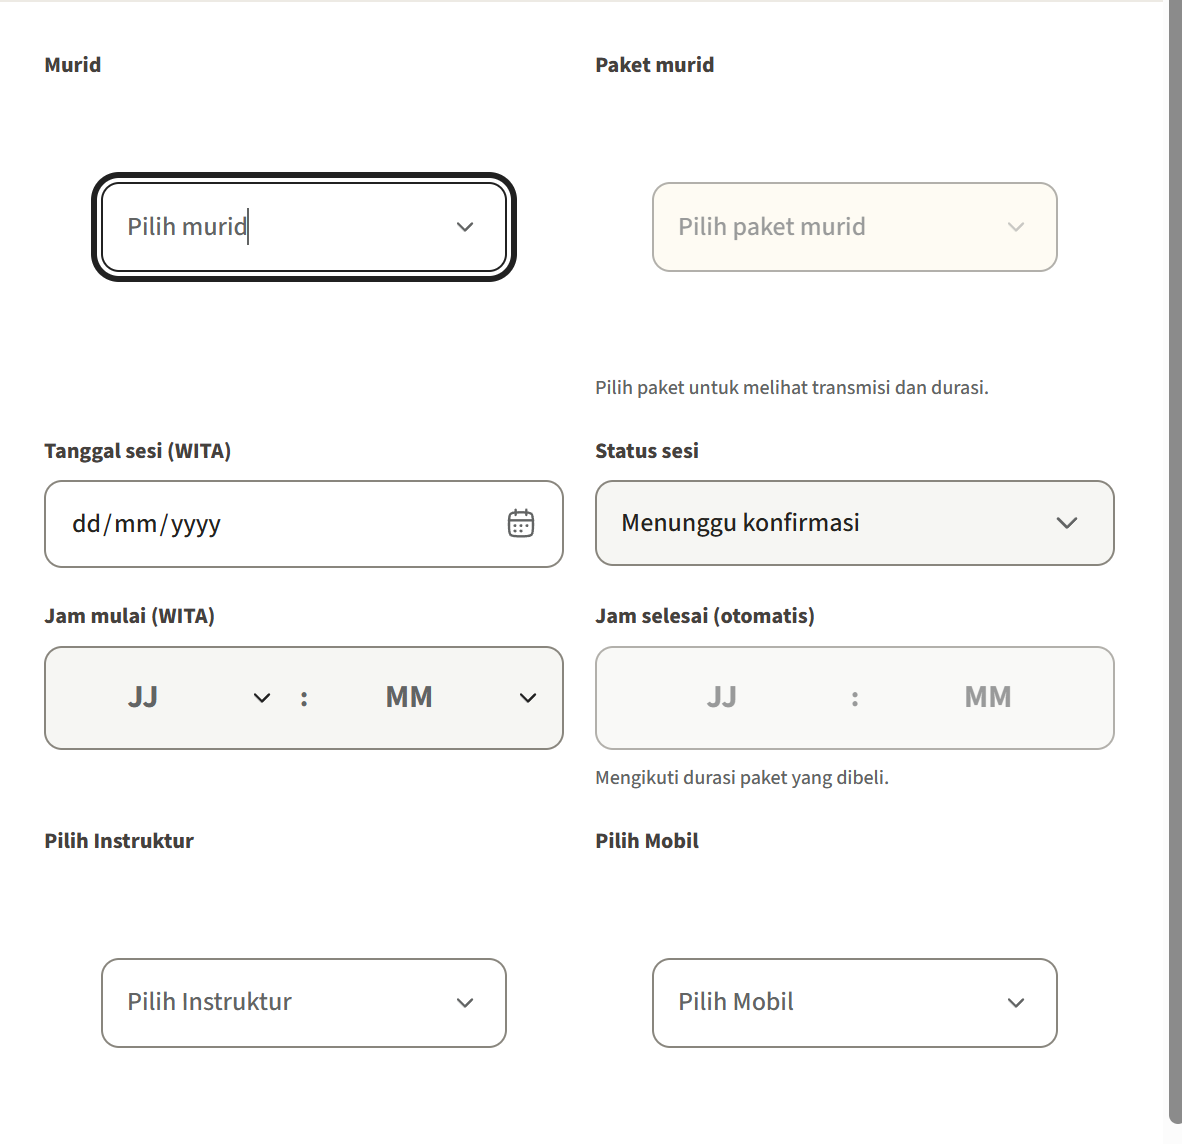 Murid
Paket murid
Pilih murid
Pilih paket murid
Pilih paket untuk melihat transmisi dan durasi.
Tanggal sesi (WITA)
Status sesi
dd/mm/yyyy
Menunggu konfirmasi
Jam mulai (WITA)
Jam selesai (otomatis)
JJ : MM
JJ : MM
Mengikuti durasi paket yang dibeli.
Pilih Instruktur
Pilih Mobil
Pilih Instruktur
Pilih Mobil